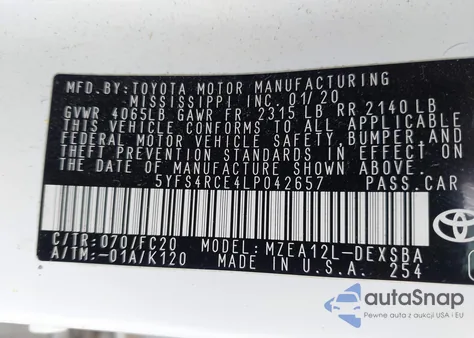 MFD.BY:TOYOTA MOTOR MANUFACTURING
MISSISSIPPI INC. 01/20
GVWR 4065LB GAWR FR 2315 LB RR 2140 LB
THIS VEHICLE CONFORMS TO ALL APPLICABLE
FEDERAL MOTOR VEHICLE SAFETY, BUMPER, AND
THEFT PREVENTION STANDARDS IN EFFECT ON
THE DATE OF MANUFACTURE SHOWN ABOVE.
5YFS4RCE4LP042657 PASS.CAR
C/TR:070/FC20 MODEL:MZEA12L-DEXSBA
A/TM:-01A/K120 MADE IN U.S.A. 254
autoSnap
Pewne auta z aukcji USA i EU